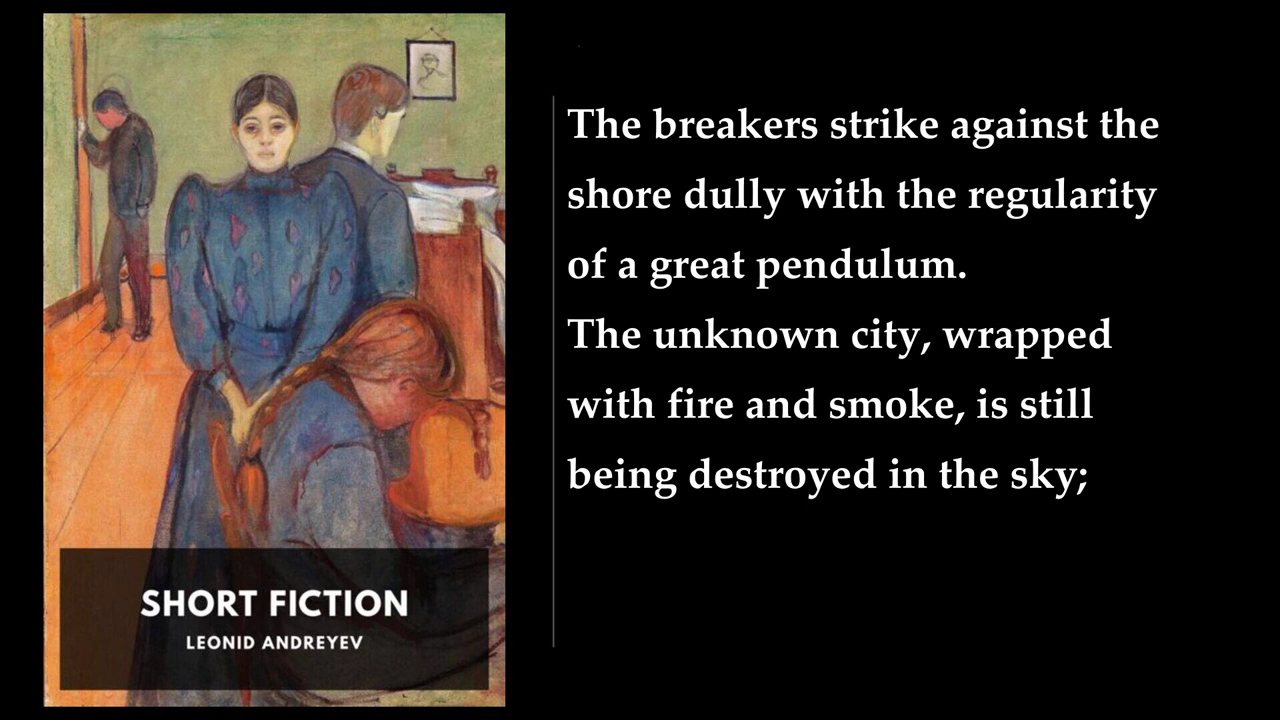 SHORT FICTION
LEONID ANDREYEV
The breakers strike against the
shore dully with the regularity
of a great pendulum.
The unknown city, wrapped
with fire and smoke, is still
being destroyed in the sky;